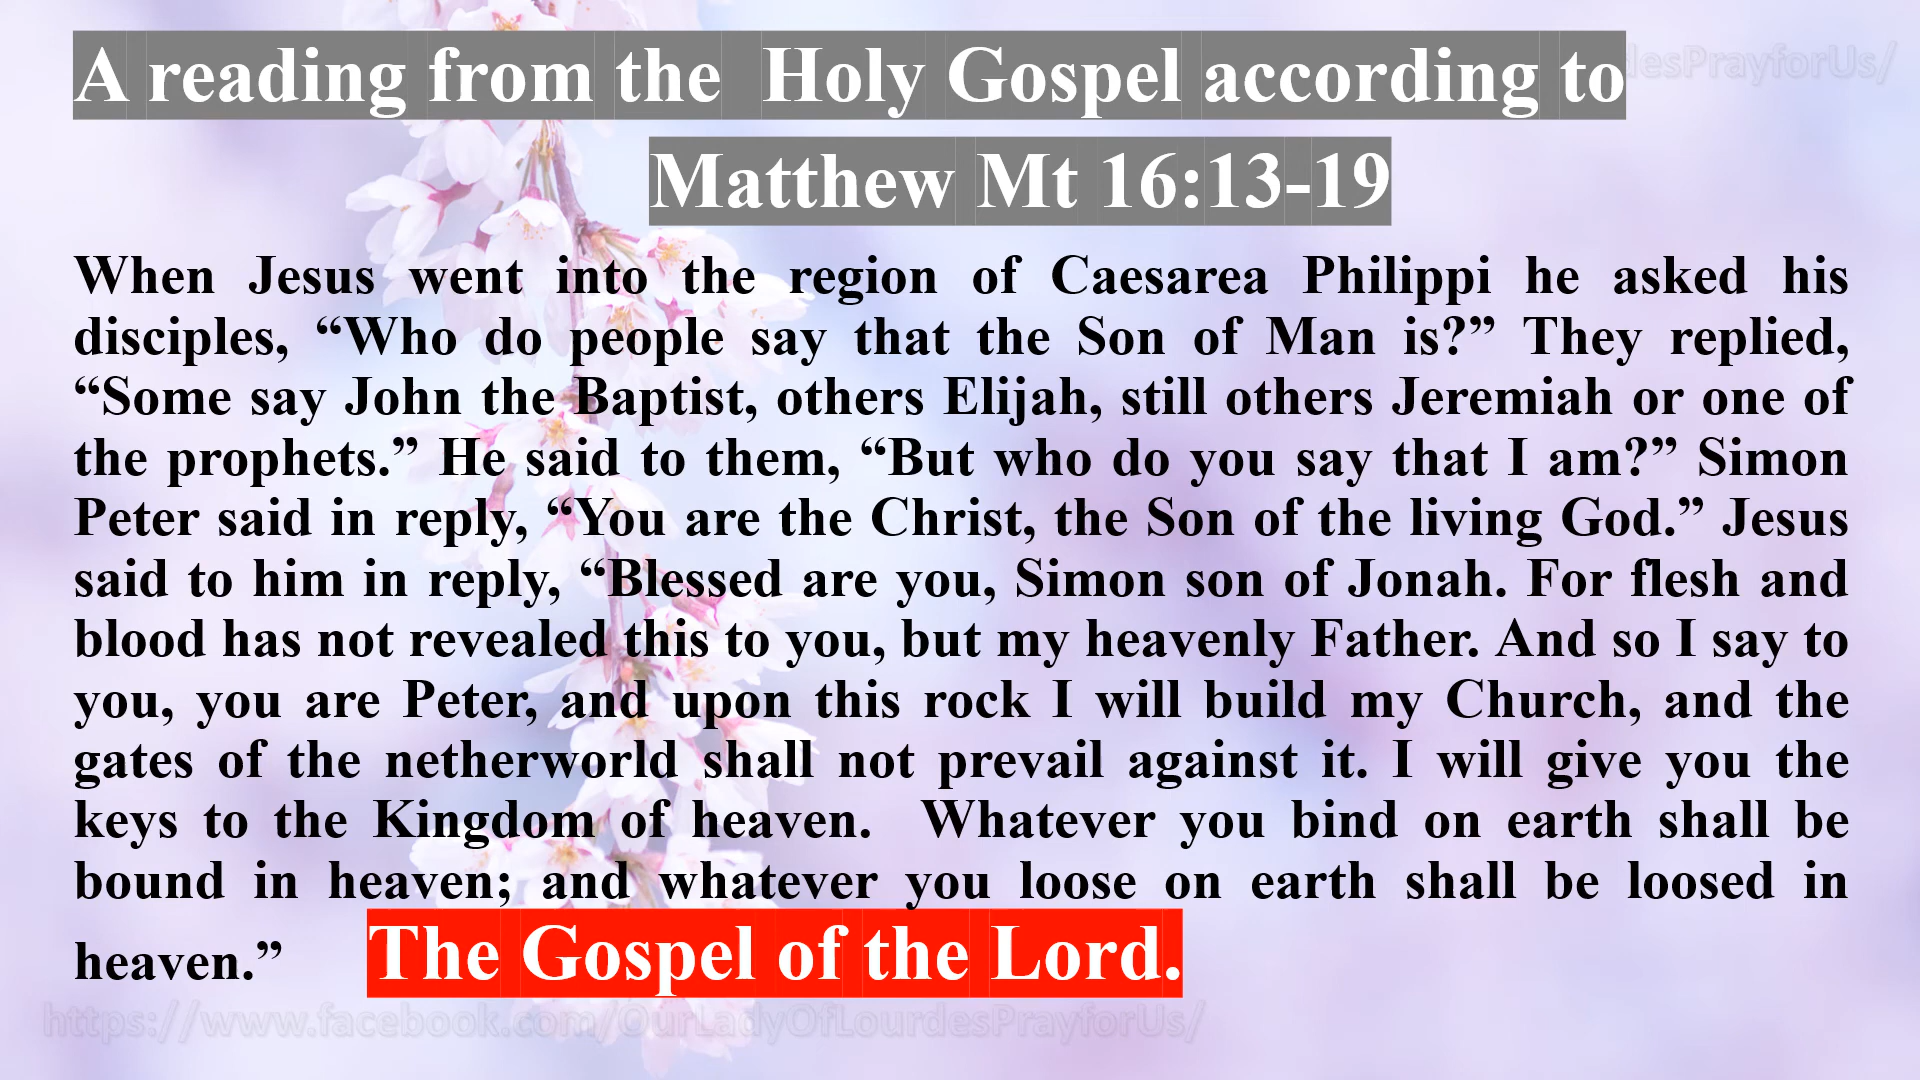 A reading from the  Holy Gospel according to
desPrayforUs/
Matthew Mt 16:13-19
When Jesus went into the region of Caesarea Philippi he asked his
disciples, “Who do people say that the Son of Man is?” They replied,
“Some say John the Baptist, others Elijah, still others Jeremiah or one of
the prophets.” He said to them, “But who do you say that I am?” Simon
Peter said in reply, “You are the Christ, the Son of the living God.” Jesus
said to him in reply, “Blessed are you, Simon son of Jonah. For flesh and
blood has not revealed this to you, but my heavenly Father. And so I say to
you, you are Peter, and upon this rock I will build my Church, and the
gates of the netherworld shall not prevail against it. I will give you the
keys to the Kingdom of heaven.  Whatever you bind on earth shall be
bound in heaven; and whatever you loose on earth shall be loosed in
heaven.” The Gospel of the Lord.
https://www.facebook.com/OurLadyOfLourdesPrayforUs/